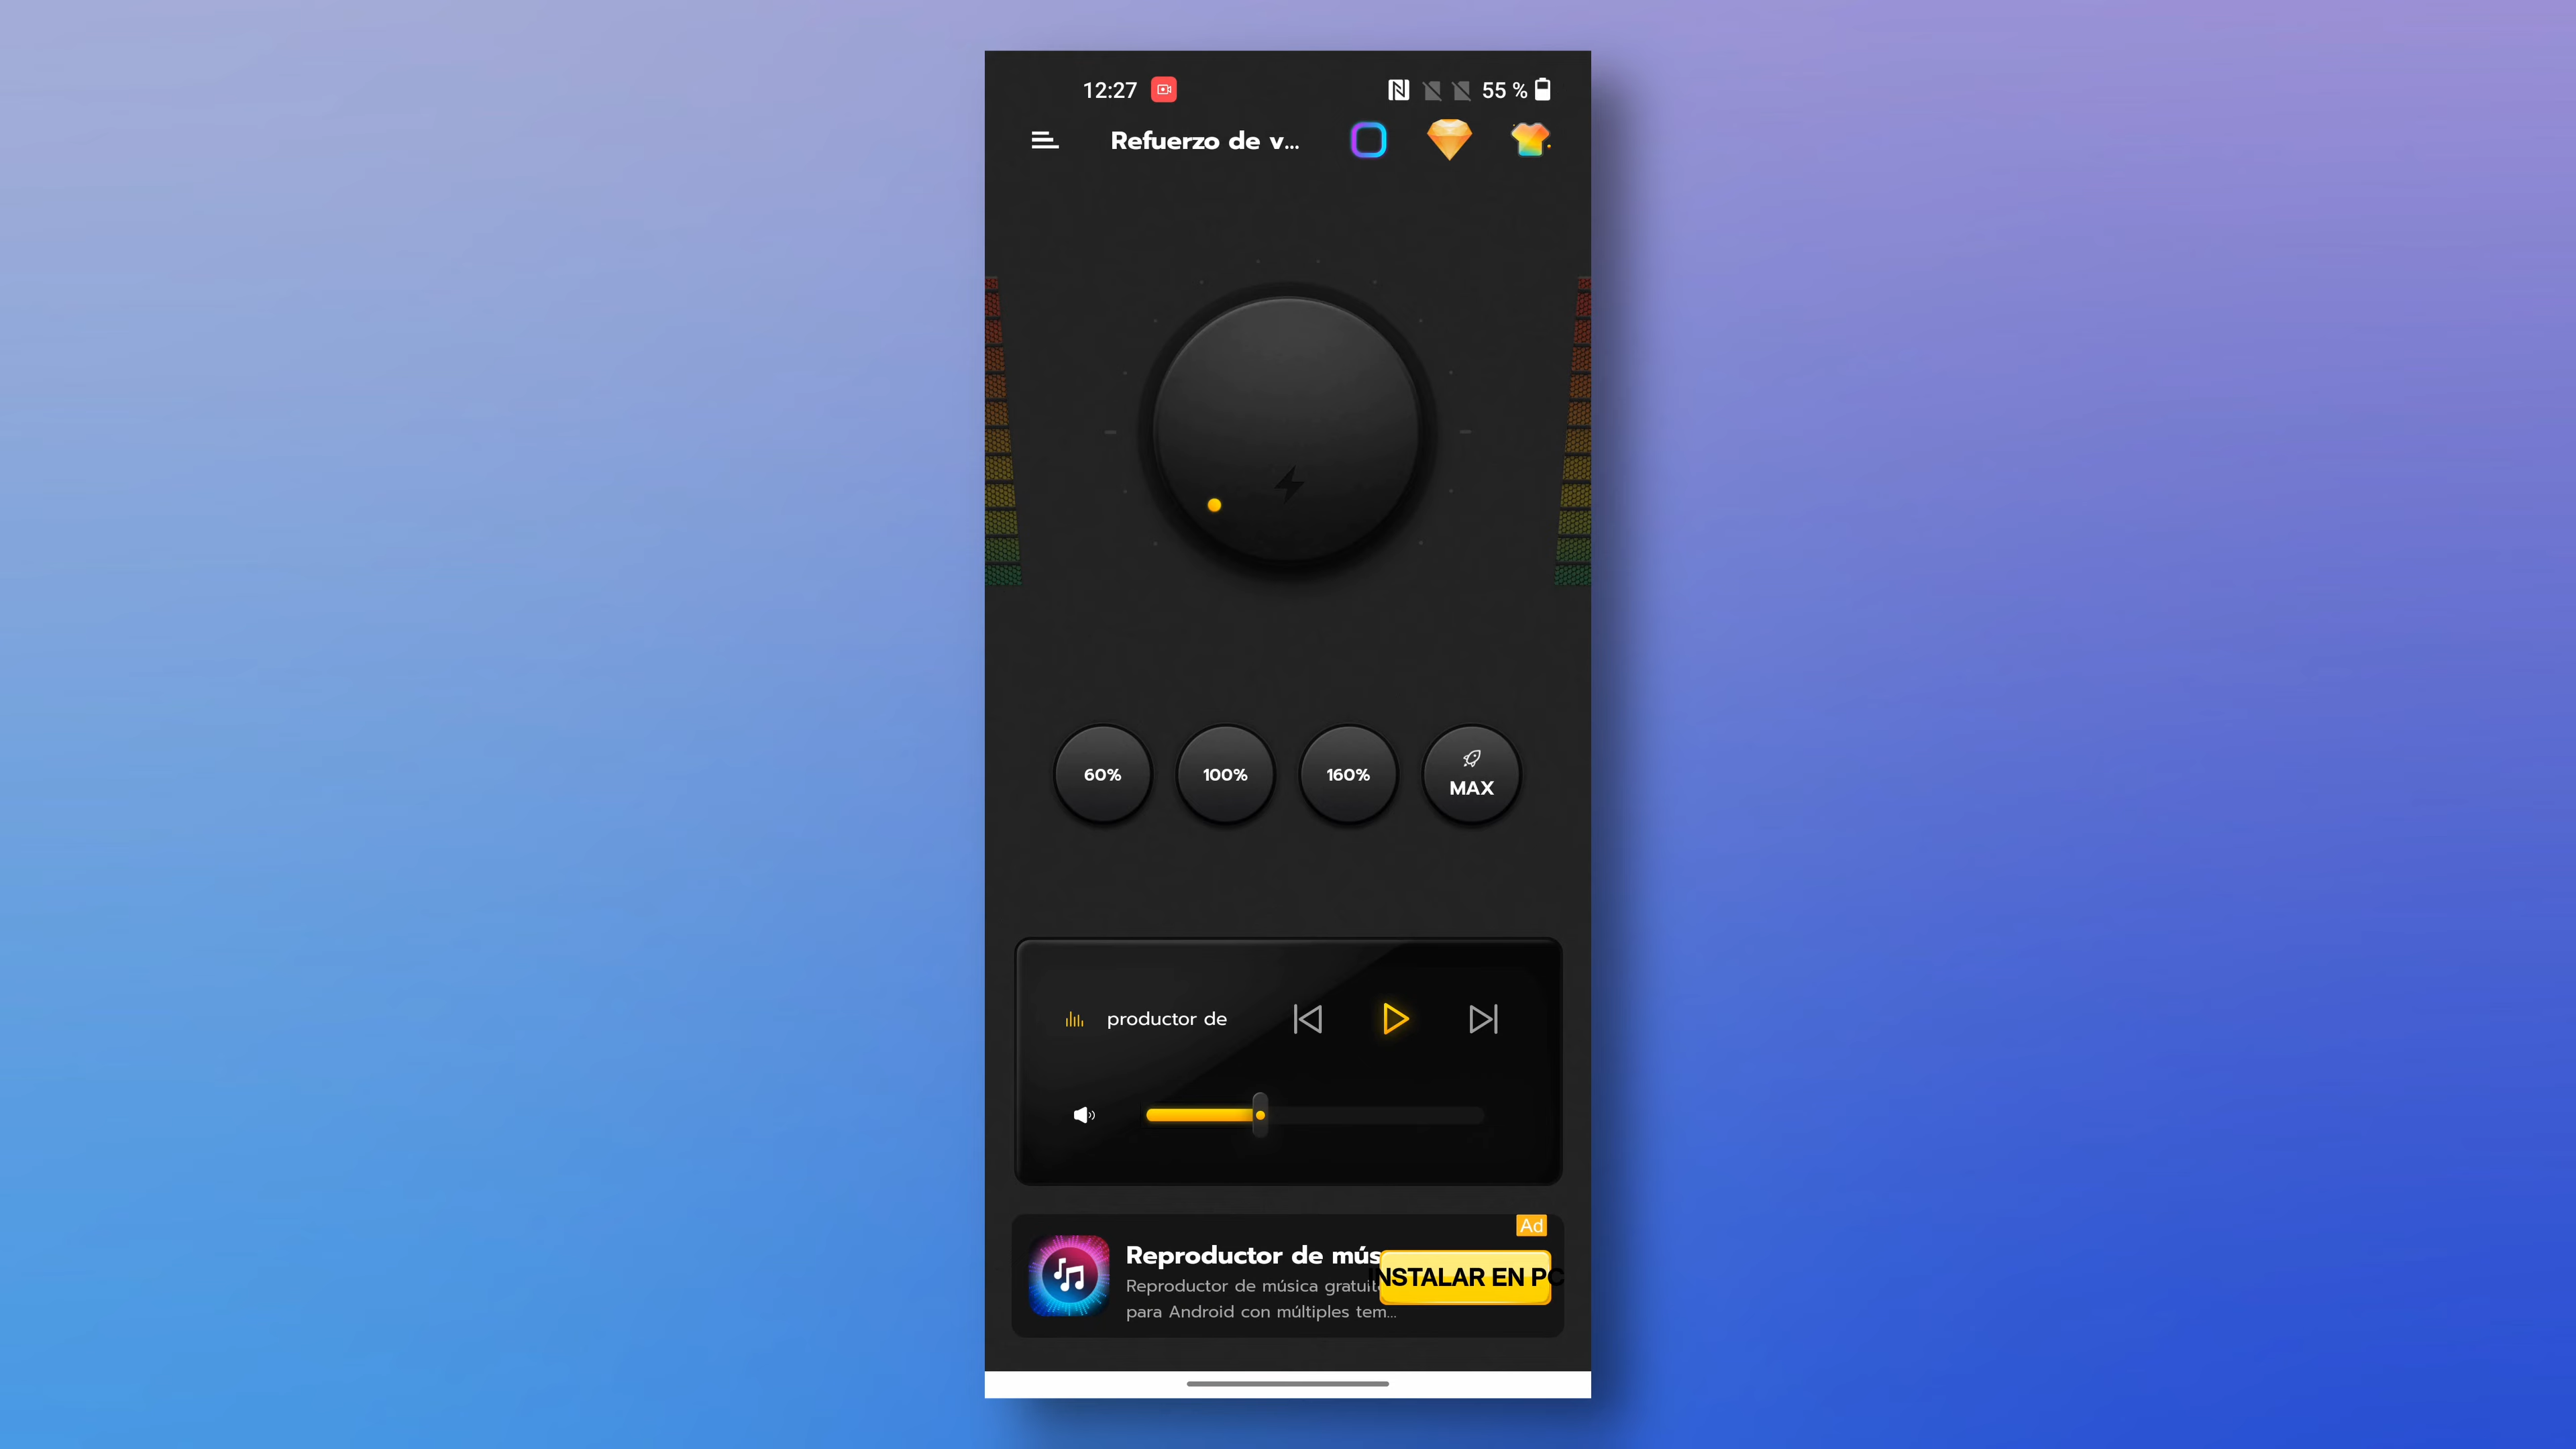 12:27
55 %
Refuerzo de v...
60%
100%
160%
MAX
productor de
Ad
Reproductor de mús
INSTALAR EN PC
Reproductor de música gratuit
para Android con múltiples tem...